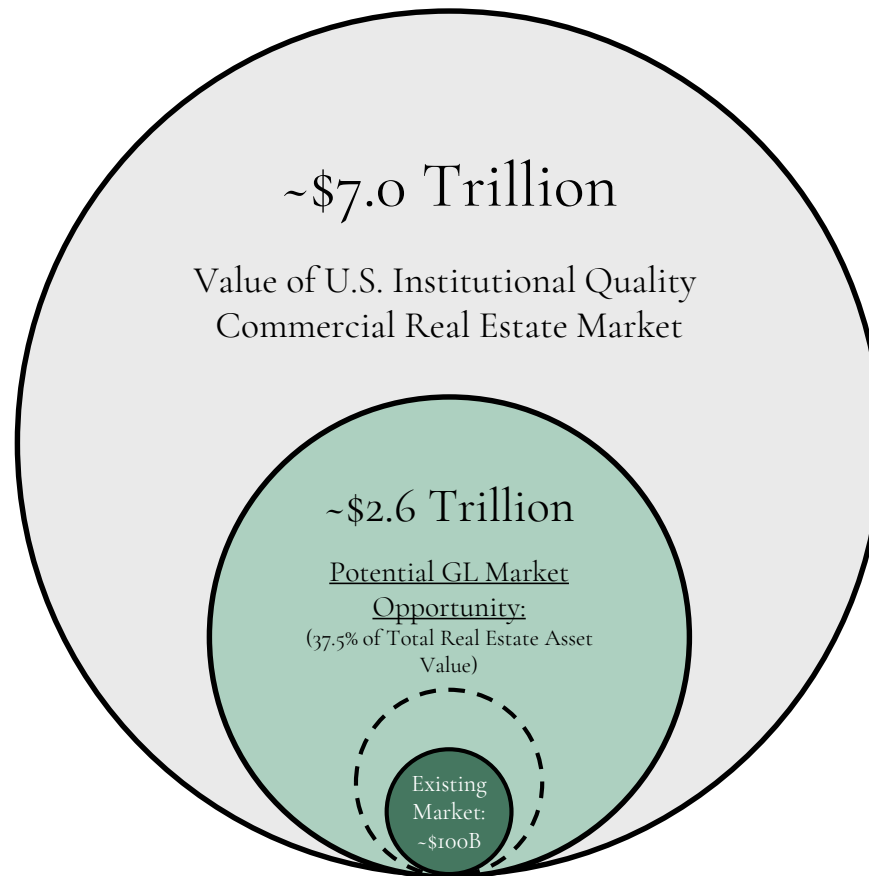 ~$7.0 Trillion
Value of U.S. Institutional Quality
Commercial Real Estate Market
~$2.6 Trillion
Potential GL Market
Opportunity:
(37.5% of Total Real Estate Asset
Value)
Existing
Market:
~$100B